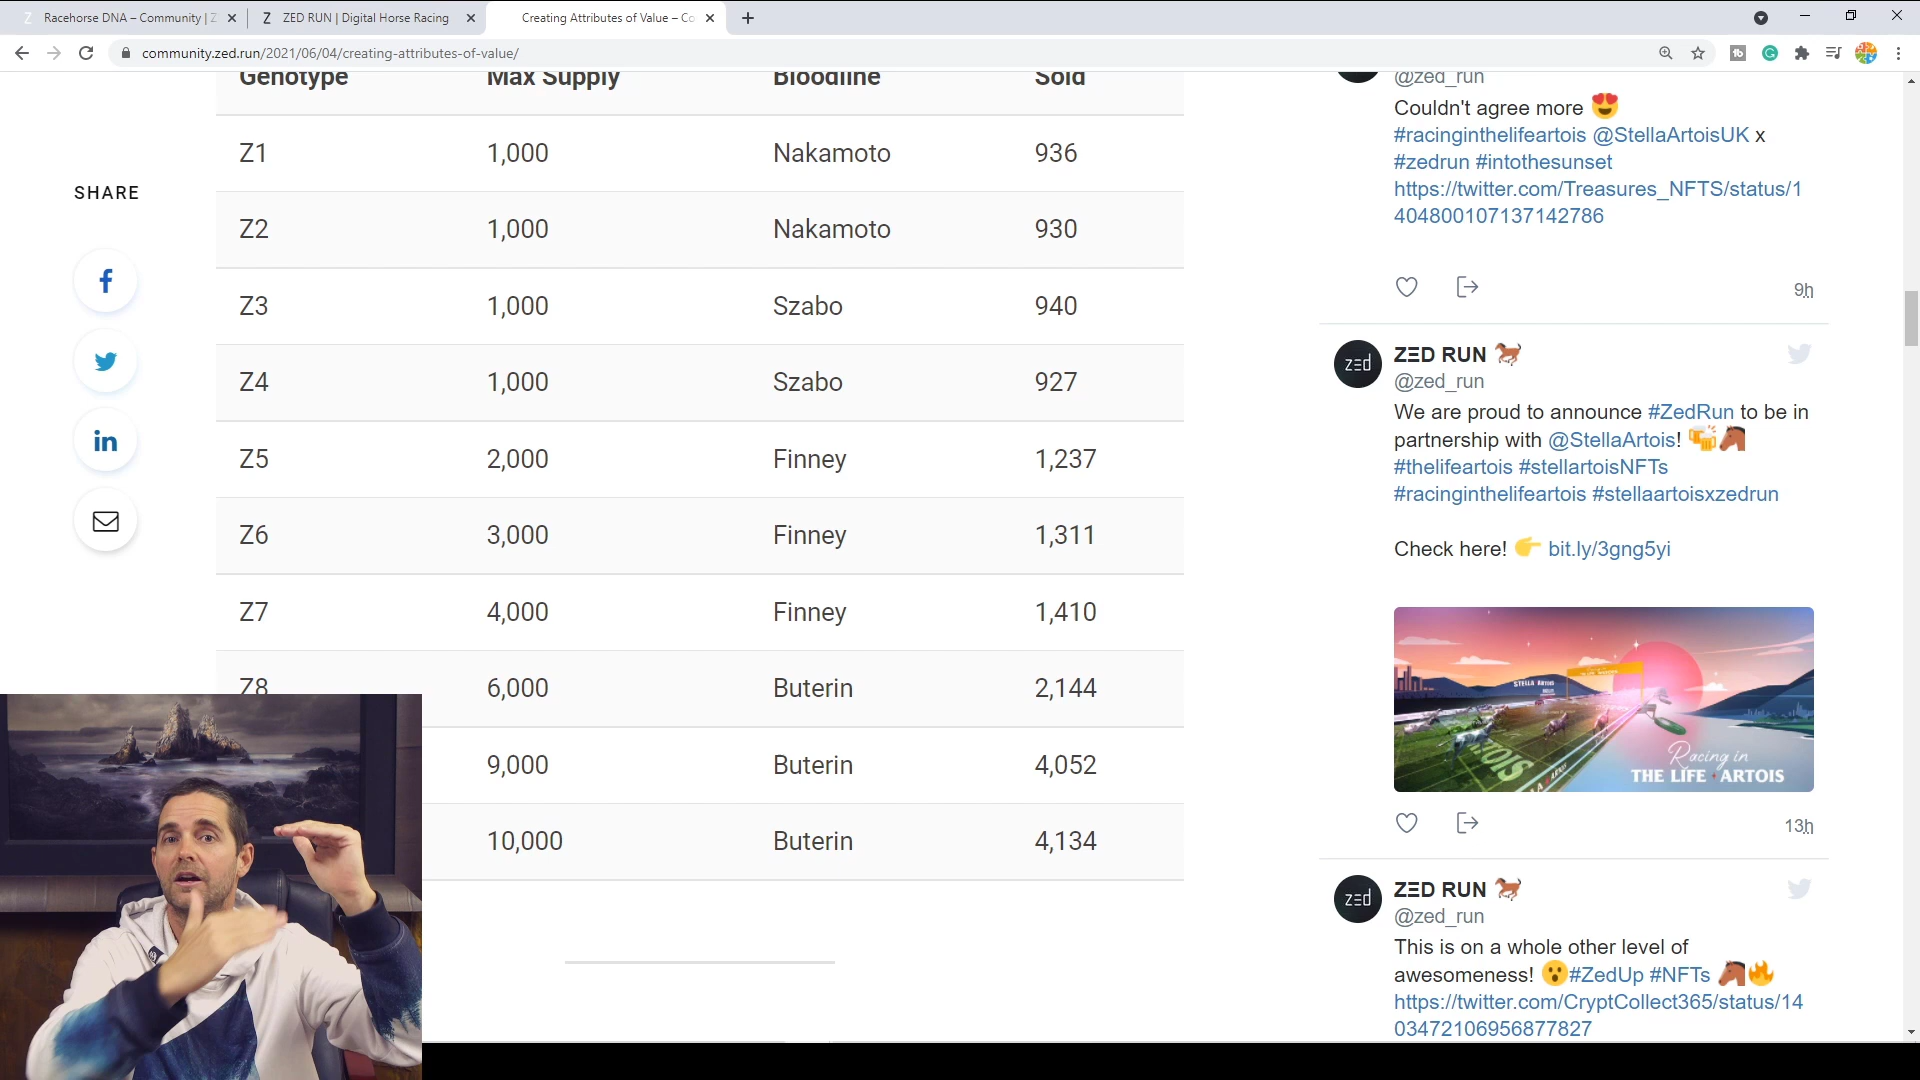 Racehorse DNA – Community | Z
ZED RUN | Digital Horse Racing
Creating Attributes of Value – Co
community.zed.run/2021/06/04/creating-attributes-of-value/
Genotype Max Supply Bloodline Sold
Z1 1,000 Nakamoto 936
Z2 1,000 Nakamoto 930
Z3 1,000 Szabo 940
Z4 1,000 Szabo 927
Z5 2,000 Finney 1,237
Z6 3,000 Finney 1,311
Z7 4,000 Finney 1,410
Z8 6,000 Buterin 2,144
9,000 Buterin 4,052
10,000 Buterin 4,134
SHARE
@zed_run
Couldn't agree more 😍
#racinginthelifeartois @StellaArtoisUK x
#zedrun #intothesunset
https://twitter.com/Treasures_NFTS/status/1
404800107137142786
9h
zΞd
ZΞD RUN 🐎
@zed_run
We are proud to announce #ZedRun to be in
partnership with @StellaArtois! 🍻🐴
#thelifeartois #stellartoisNFTs
#racinginthelifeartois #stellaartoisxzedrun
Check here! 👉 bit.ly/3gng5yi
STELLA ARTOIS
Racing in
THE LIFE ARTOIS
13h
zΞd
ZΞD RUN 🐎
@zed_run
This is on a whole other level of
awesomeness! 😮#ZedUp #NFTs 🐴🔥
https://twitter.com/CryptCollect365/status/14
03472106956877827